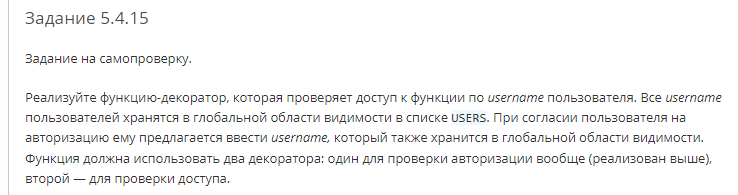 Задание 5.4.15
Задание на самопроверку.
Реализуйте функцию-декоратор, которая проверяет доступ к функции по username пользователя. Все username
пользователей хранятся в глобальной области видимости в списке USERS. При согласии пользователя на
авторизацию ему предлагается ввести username, который также хранится в глобальной области видимости.
Функция должна использовать два декоратора: один для проверки авторизации вообще (реализован выше),
второй — для проверки доступа.